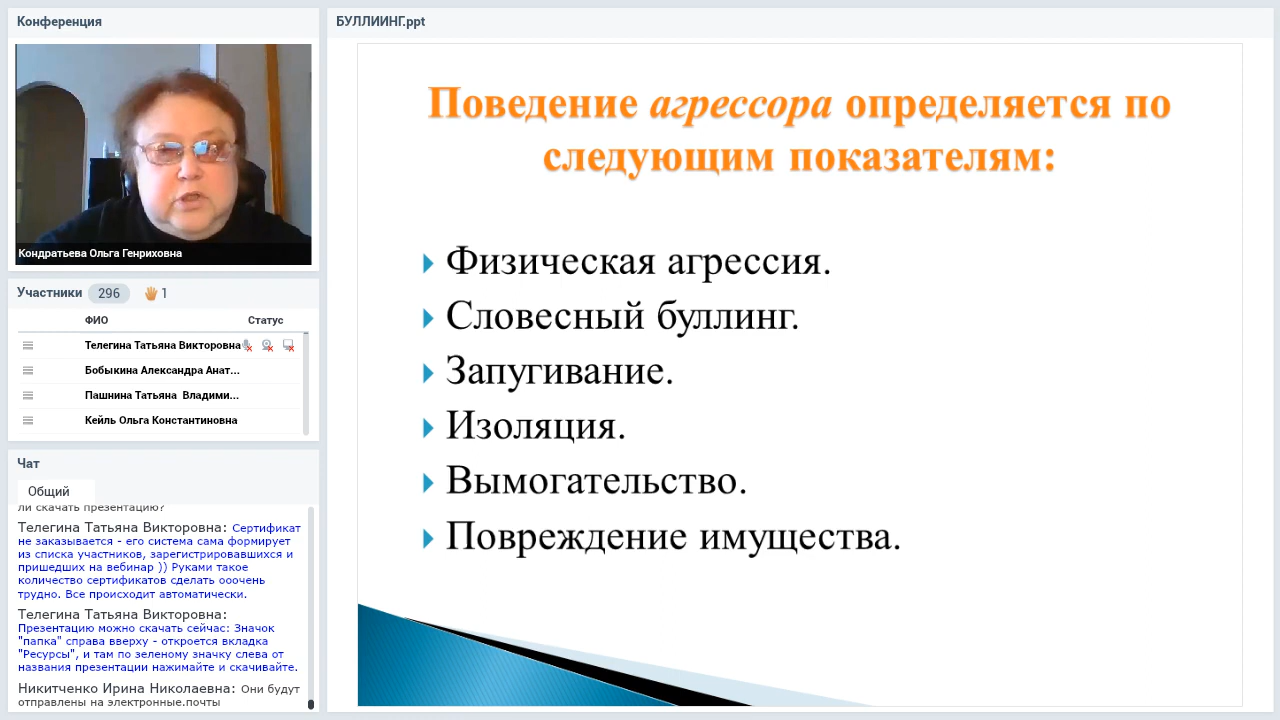 Конференция
Кондратьева Ольга Генриховна
Участники 296 1
ФИО Статус
Телегина Татьяна Викторовна
Бобыкина Александра Анат...
Пашнина Татьяна Владими...
Кейль Ольга Константиновна
Чат
Общий
ли скачать презентацию?
Телегина Татьяна Викторовна: Сертификат
не заказывается - его система сама формирует
из списка участников, зарегистрировавшихся и
пришедших на вебинар )) Руками такое
количество сертификатов сделать ооочень
трудно. Все происходит автоматически.
Телегина Татьяна Викторовна:
Презентацию можно скачать сейчас: Значок
"папка" справа вверху - откроется вкладка
"Ресурсы", и там по зеленому значку слева от
названия презентации нажимайте и скачивайте.
Никитченко Ирина Николаевна: Они будут
отправлены на электронные.почты
БУЛЛИИНГ.ppt
Поведение агрессора определяется по
следующим показателям:
Физическая агрессия.
Словесный буллинг.
Запугивание.
Изоляция.
Вымогательство.
Повреждение имущества.